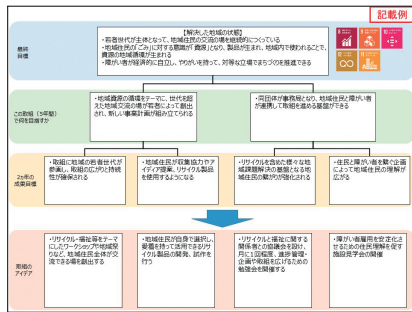 記載例
最終
目標
【解決した地域の状態】
・若者世代が主体となって、地域住民の交流の場を継続的につくっている
・地域住民の「ごみ」に対する意識が「資源」となり、製品が生まれ、地域内で使われることで、
資源の地域循環が生まれる
・障がい者が経済的に自立し、やりがいを持って、対等な立場でまちづくりを推進できる
この取組（5年間）
で何を目指すか
・地域資源の循環をテーマに、世代を超
えた地域交流の場が若者によって創出さ
れ、新しい事業計画が組み立てられる
・同団体が事務局となり、地域住民と障がい者
が連携して取組を進める基盤ができる
2か年の
成果目標
・取組に地域の若者世代が
参画し、取組の広がりと持続
性が確保される
・地域住民が収集協力やア
イディア提案、リサイクル製品
を使用するようになる
・リサイクルを含めた様々な地
域課題解決の基盤となる地
域住民の繋がりが強化される
・住民と障がい者を繋ぐ企画
によって地域住民の理解が
広がる
取組の
アイデア
・リサイクル・福祉等をテーマ
にしたワークショップや地域祭
りなど、地域住民全体が交
流できる場を創出する
・地域住民が自身で選択し、
愛着を持って活用できるリサ
イクル製品の開発、試作を
行う
・リサイクルと福祉に関する
関係者との協議会を設け、
月に1回程度、進捗管理・
企画や取組を広げるための
勉強会を開催する
・障がい者雇用を安定化さ
せるための住民理解を促す
施設見学会の開催